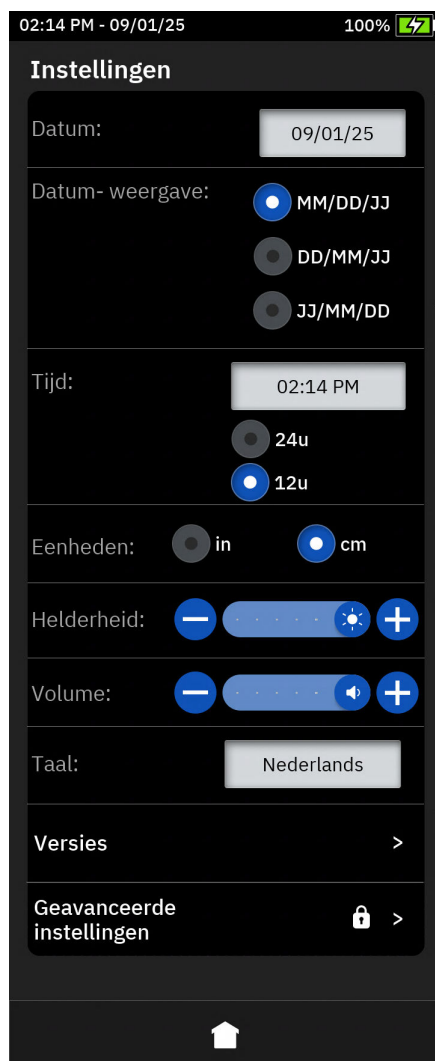 02:14 PM - 09/01/25 100%
Instellingen
Datum: 09/01/25
Datum- weergave: MM/DD/JJ
DD/MM/JJ
JJ/MM/DD
Tijd: 02:14 PM
24u
12u
Eenheden: in cm
Helderheid:
Volume:
Taal: Nederlands
Versies >
Geavanceerde
instellingen >